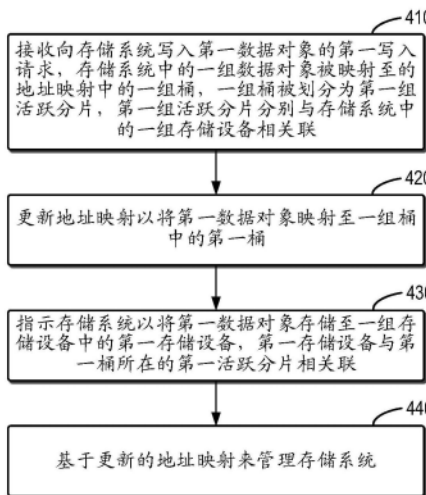 410
接收向存储系统写入第一数据对象的第一写入
请求，存储系统中的一组数据对象被映射至的
地址映射中的一组桶，一组桶被划分为第一组
活跃分片，第一组活跃分片分别与存储系统中
的一组存储设备相关联
420
更新地址映射以将第一数据对象映射至一组桶
中的第一桶
430
指示存储系统以将第一数据对象存储至一组存
储设备中的第一存储设备，第一存储设备与第
一桶所在的第一活跃分片相关联
440
基于更新的地址映射来管理存储系统